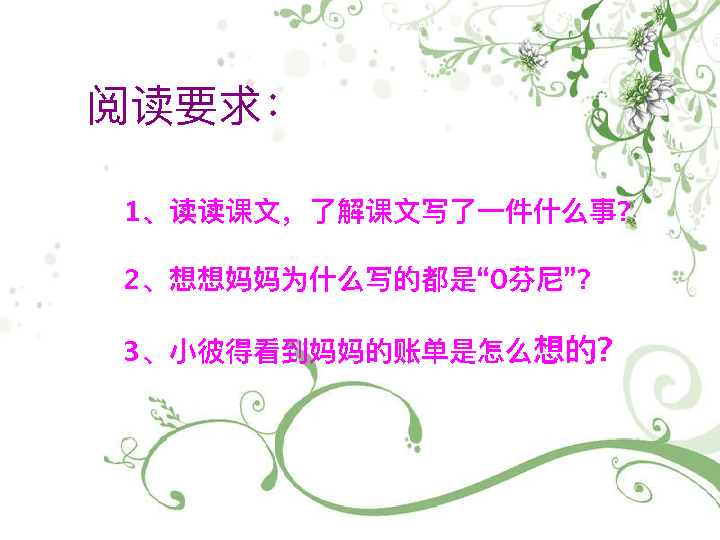 阅读要求：
1、读读课文，了解课文写了一件什么事？
2、想想妈妈为什么写的都是“0芬尼”？
3、小彼得看到妈妈的账单是怎么想的？